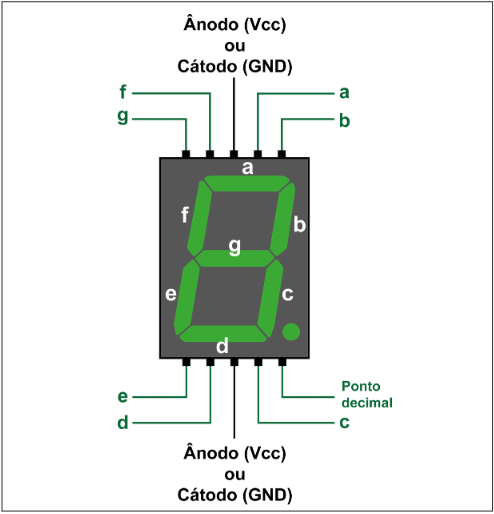 Ânodo (Vcc)
ou
Cátodo (GND)
f
a
g
b
a
f
b
g
e
c
d
e
Ponto
decimal
d
c
Ânodo (Vcc)
ou
Cátodo (GND)